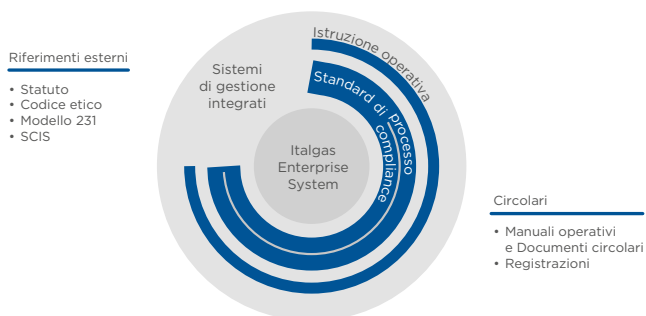 Riferimenti esterni
• Statuto
• Codice etico
• Modello 231
• SCIS
Sistemi
di gestione
integrati
Istruzione operativa
Standard di processo
compliance
Italgas
Enterprise
System
Circolari
• Manuali operativi
e Documenti circolari
• Registrazioni